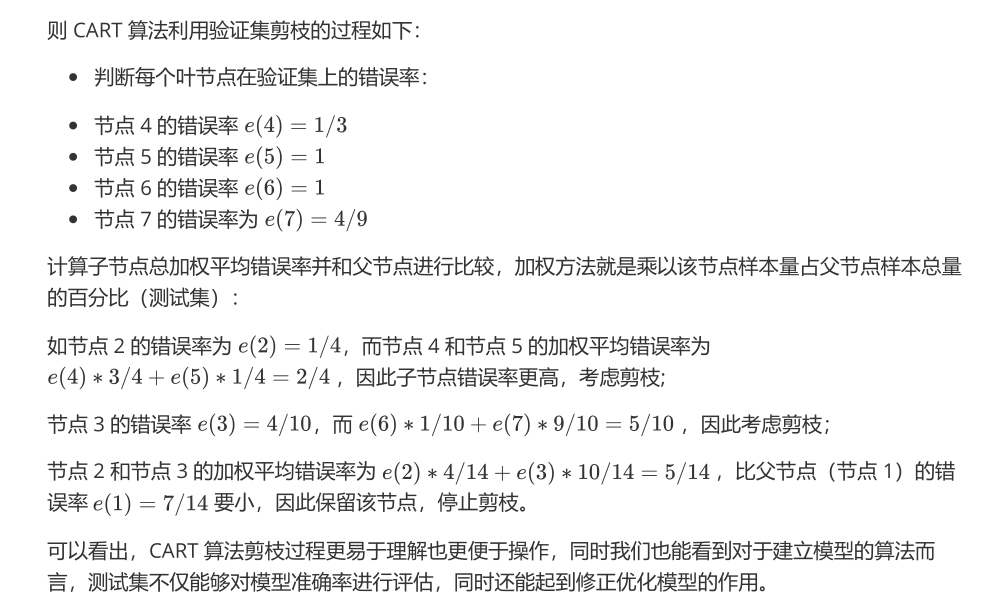 则 CART 算法利用验证集剪枝的过程如下：
• 判断每个叶节点在验证集上的错误率：
• 节点 4 的错误率 e(4) = 1/3
• 节点 5 的错误率 e(5) = 1
• 节点 6 的错误率 e(6) = 1
• 节点 7 的错误率为 e(7) = 4/9
计算子节点总加权平均错误率并和父节点进行比较，加权方法就是乘以该节点样本量占父节点样本总量
的百分比（测试集）：
如节点 2 的错误率为 e(2) = 1/4，而节点 4 和节点 5 的加权平均错误率为
e(4) ∗ 3/4 + e(5) ∗ 1/4 = 2/4 ，因此子节点错误率更高，考虑剪枝;
节点 3 的错误率 e(3) = 4/10，而 e(6) ∗ 1/10 + e(7) ∗ 9/10 = 5/10 ，因此考虑剪枝；
节点 2 和节点 3 的加权平均错误率为 e(2) ∗ 4/14 + e(3) ∗ 10/14 = 5/14 ，比父节点（节点 1）的错
误率 e(1) = 7/14 要小，因此保留该节点，停止剪枝。
可以看出，CART 算法剪枝过程更易于理解也更便于操作，同时我们也能看到对于建立模型的算法而
言，测试集不仅能够对模型准确率进行评估，同时还能起到修正优化模型的作用。